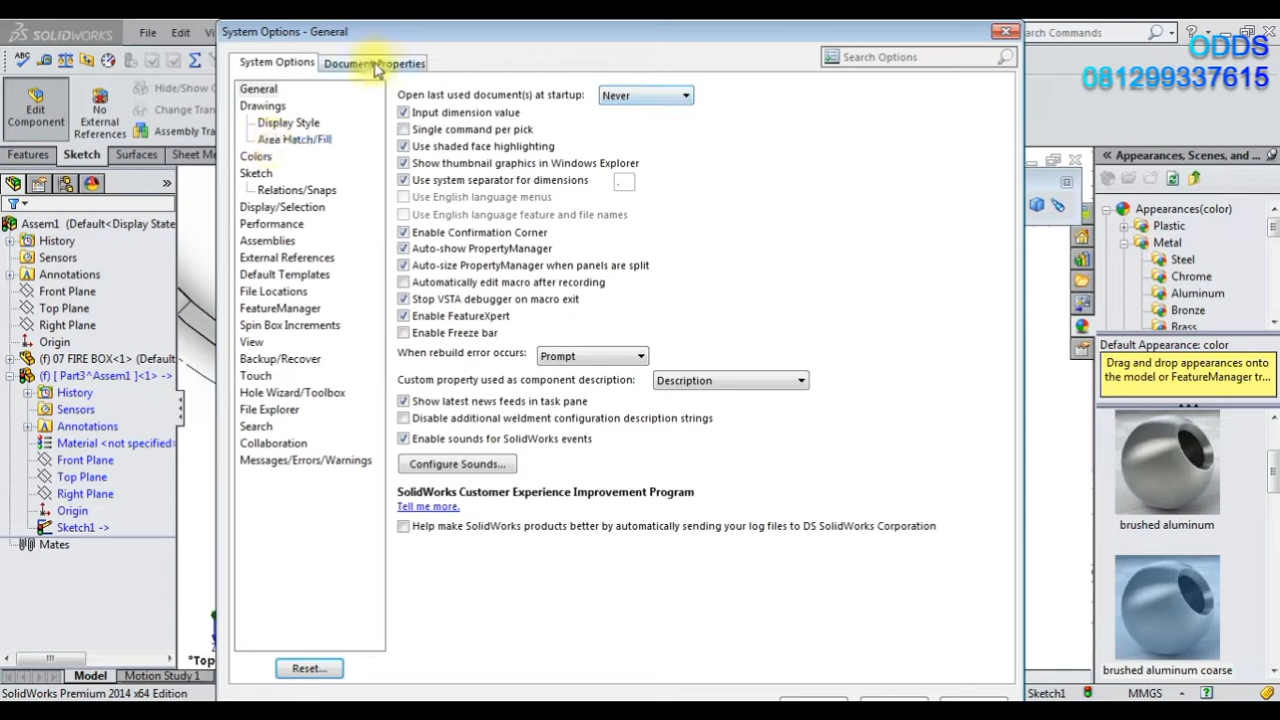 SOLIDWORKS
File
Edit
System Options - General
Search Commands
ODDS
081299337615
System Options
Document Properties
Search Options
Edit
Component
No
External
References
Hide/Show
Change Tran
Assembly Tra
Features
Sketch
Surfaces
Sheet Me
Assem1 (Default<Display State
History
Sensors
Annotations
Front Plane
Top Plane
Right Plane
Origin
(f) 07 FIRE BOX<1> (Default
(f) [ Part3^Assem1 ]<1> ->
History
Sensors
Annotations
Material <not specified>
Front Plane
Top Plane
Right Plane
Origin
Sketch1 ->
Mates
General
Drawings
Display Style
Area Hatch/Fill
Colors
Sketch
Relations/Snaps
Display/Selection
Performance
Assemblies
External References
Default Templates
File Locations
FeatureManager
Spin Box Increments
View
Backup/Recover
Touch
Hole Wizard/Toolbox
File Explorer
Search
Collaboration
Messages/Errors/Warnings
Reset...
Open last used document(s) at startup: Never
Input dimension value
Single command per pick
Use shaded face highlighting
Show thumbnail graphics in Windows Explorer
Use system separator for dimensions .
Use English language menus
Use English language feature and file names
Enable Confirmation Corner
Auto-show PropertyManager
Auto-size PropertyManager when panels are split
Automatically edit macro after recording
Stop VSTA debugger on macro exit
Enable FeatureXpert
Enable Freeze bar
When rebuild error occurs: Prompt
Custom property used as component description: Description
Show latest news feeds in task pane
Disable additional weldment configuration description strings
Enable sounds for SolidWorks events
Configure Sounds...
SolidWorks Customer Experience Improvement Program
Tell me more.
Help make SolidWorks products better by automatically sending your log files to DS SolidWorks Corporation
Appearances, Scenes, and...
Appearances(color)
Plastic
Metal
Steel
Chrome
Aluminum
Bronze
Brass
Default Appearance: color
Drag and drop appearances onto
the model or FeatureManager tr...
brushed aluminum
brushed aluminum coarse
*Top
Model
Motion Study 1
SolidWorks Premium 2014 x64 Edition
Sketch1
MMGS